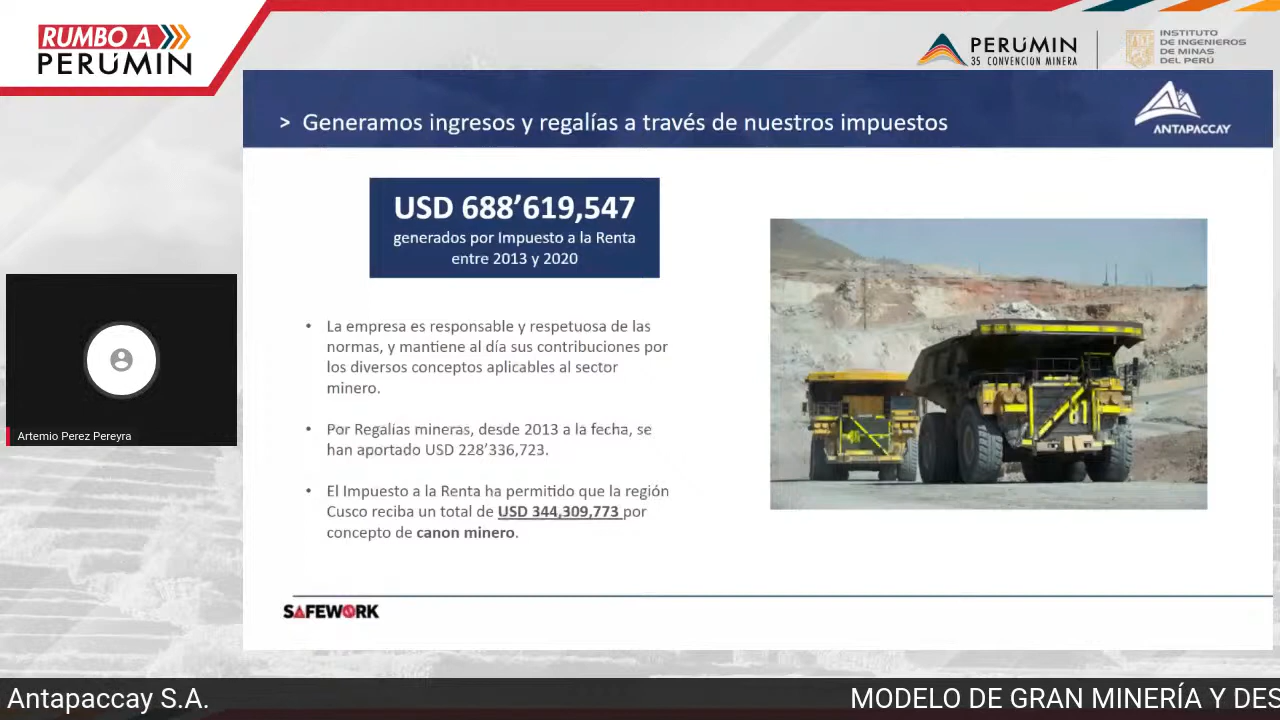 RUMBO A
PERÚMIN
PERÚMIN
35 CONVENCIÓN MINERA
INSTITUTO
DE INGENIEROS
DE MINAS
DEL PERÚ
> Generamos ingresos y regalías a través de nuestros impuestos
ANTAPACCAY
USD 688’619,547
generados por Impuesto a la Renta
entre 2013 y 2020
• La empresa es responsable y respetuosa de las
normas, y mantiene al día sus contribuciones por
los diversos conceptos aplicables al sector
minero.
• Por Regalías mineras, desde 2013 a la fecha, se
han aportado USD 228’336,723.
• El Impuesto a la Renta ha permitido que la región
Cusco reciba un total de USD 344,309,773 por
concepto de canon minero.
81
Artemio Perez Pereyra
SAFEWORK
Antapaccay S.A.
MODELO DE GRAN MINERÍA Y DES